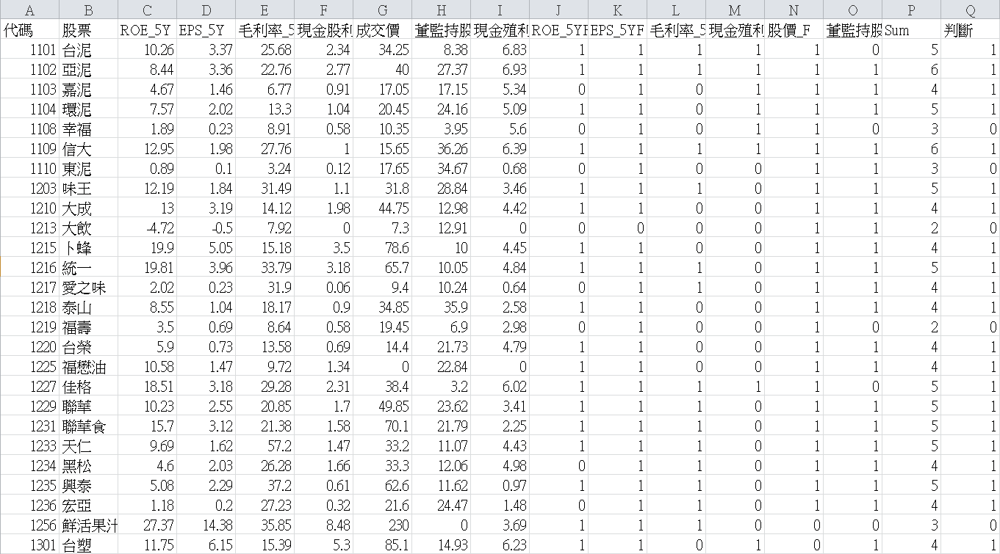 A B C D E F G H I J K L M N O P Q
代碼 股票 ROE_5Y EPS_5Y 毛利率_5 現金股利 成交價 董監持股 現金殖利 ROE_5YF EPS_5YF 毛利率_5 現金殖利 股價_F 董監持股 Sum 判斷
1101 台泥 10.26 3.37 25.68 2.34 34.25 8.38 6.83 1 1 1 1 1 0 5 1
1102 亞泥 8.44 3.36 22.76 2.77 40 27.37 6.93 1 1 1 1 1 1 6 1
1103 嘉泥 4.67 1.46 6.77 0.91 17.05 17.15 5.34 0 1 0 1 1 1 4 1
1104 環泥 7.57 2.02 13.3 1.04 20.45 24.16 5.09 1 1 0 1 1 1 5 1
1108 幸福 1.89 0.23 8.91 0.58 10.35 3.95 5.6 0 1 0 1 1 0 3 0
1109 信大 12.95 1.98 27.76 1 15.65 36.26 6.39 1 1 1 1 1 1 6 1
1110 東泥 0.89 0.1 3.24 0.12 17.65 34.67 0.68 0 1 0 0 1 1 3 0
1203 味王 12.19 1.84 31.49 1.1 31.8 28.84 3.46 1 1 1 0 1 1 5 1
1210 大成 13 3.19 14.12 1.98 44.75 12.98 4.42 1 1 0 0 1 1 4 1
1213 大飲 -4.72 -0.5 7.92 0 7.3 12.91 0 0 0 0 0 1 1 2 0
1215 卜蜂 19.9 5.05 15.18 3.5 78.6 10 4.45 1 1 0 0 1 1 4 1
1216 統一 19.81 3.96 33.79 3.18 65.7 10.05 4.84 1 1 1 0 1 1 5 1
1217 愛之味 2.02 0.23 31.9 0.06 9.4 10.24 0.64 0 1 1 0 1 1 4 1
1218 泰山 8.55 1.04 18.17 0.9 34.85 35.9 2.58 1 1 0 0 1 1 4 1
1219 福壽 3.5 0.69 8.64 0.58 19.45 6.9 2.98 0 1 0 0 1 0 2 0
1220 台榮 5.9 0.73 13.58 0.69 14.4 21.73 4.79 1 1 0 0 1 1 4 1
1225 福懋油 10.58 1.47 9.72 1.34 0 22.84 0 1 1 0 0 1 1 4 1
1227 佳格 18.51 3.18 29.28 2.31 38.4 3.2 6.02 1 1 1 1 1 0 5 1
1229 聯華 10.23 2.55 20.85 1.7 49.85 23.62 3.41 1 1 1 0 1 1 5 1
1231 聯華食 15.7 3.12 21.38 1.58 70.1 21.79 2.25 1 1 1 0 1 1 5 1
1233 天仁 9.69 1.62 57.2 1.47 33.2 11.07 4.43 1 1 1 0 1 1 5 1
1234 黑松 4.6 2.03 26.28 1.66 33.3 12.06 4.98 0 1 1 0 1 1 4 1
1235 興泰 5.08 2.29 37.2 0.61 62.6 11.62 0.97 1 1 1 0 1 1 5 1
1236 宏亞 1.18 0.2 27.23 0.32 21.6 24.47 1.48 0 1 1 0 1 1 4 1
1256 鮮活果汁 27.37 14.38 35.85 8.48 230 0 3.69 1 1 1 0 0 0 3 0
1301 台塑 11.75 6.15 15.39 5.3 85.1 14.93 6.23 1 1 0 1 0 1 4 1